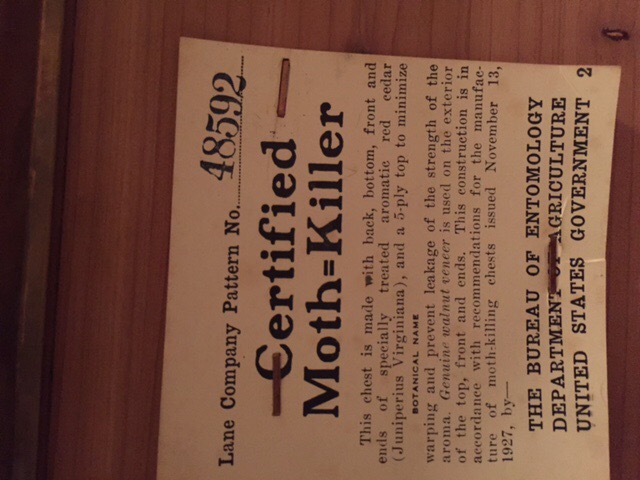 Lane Company Pattern No. 48592
Certified
Moth=Killer
This chest is made with back, bottom, front and
ends of specially treated aromatic red cedar
(Juniperius Virginiana), and a 5-ply top to minimize
BOTANICAL NAME
warping and prevent leakage of the strength of the
aroma. Genuine walnut veneer is used on the exterior
of the top, front and ends. This construction is in
accordance with recommendations for the manufac-
ture of moth-killing chests issued November 13,
1927, by—
THE BUREAU OF ENTOMOLOGY
DEPARTMENT OF AGRICULTURE
UNITED STATES GOVERNMENT 2